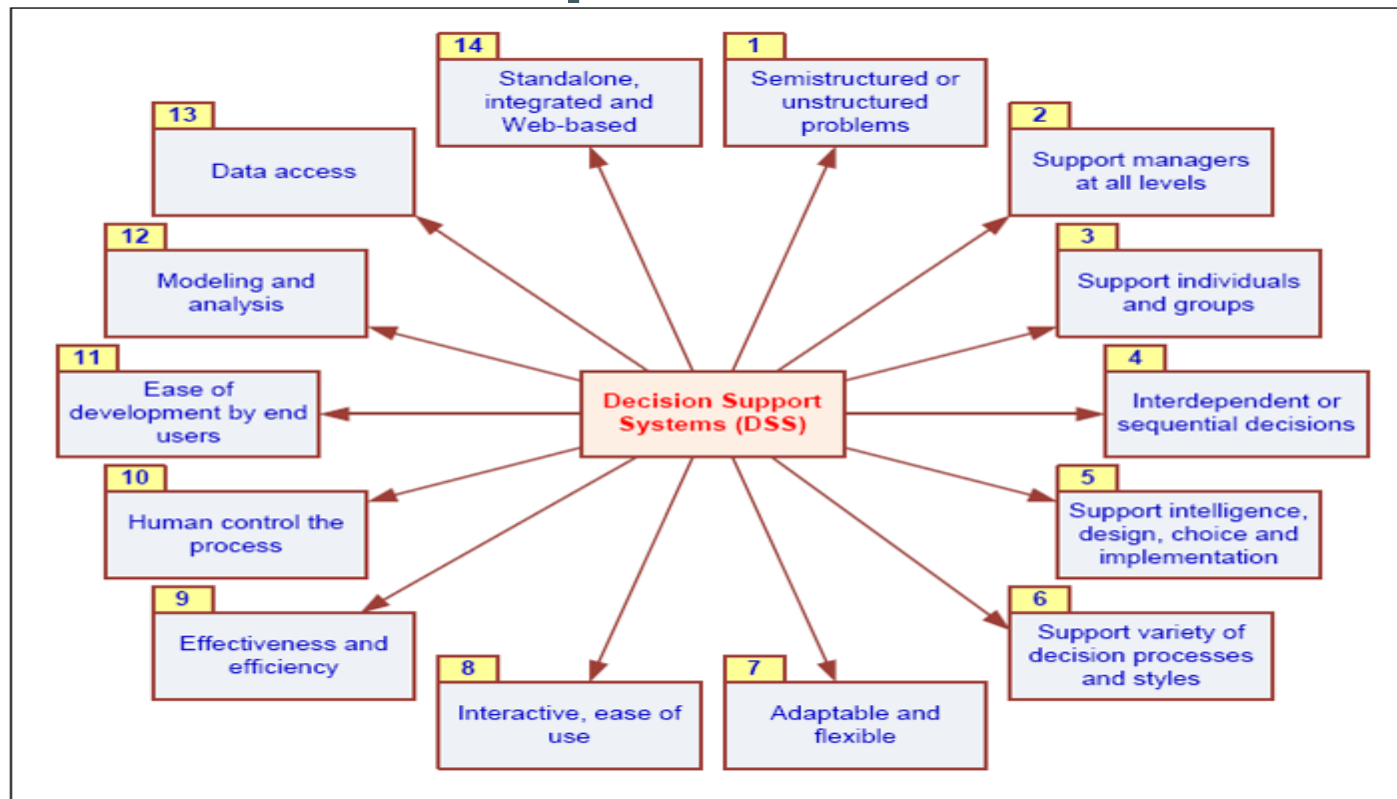 14
Standalone,
integrated and
Web-based
1
Semistructured or
unstructured
problems
13
Data access
2
Support managers
at all levels
12
Modeling and
analysis
3
Support individuals
and groups
11
Ease of
development by end
users
Decision Support
Systems (DSS)
4
Interdependent or
sequential decisions
10
Human control the
process
5
Support intelligence,
design, choice and
implementation
9
Effectiveness and
efficiency
6
Support variety of
decision processes
and styles
8
Interactive, ease of
use
7
Adaptable and
flexible